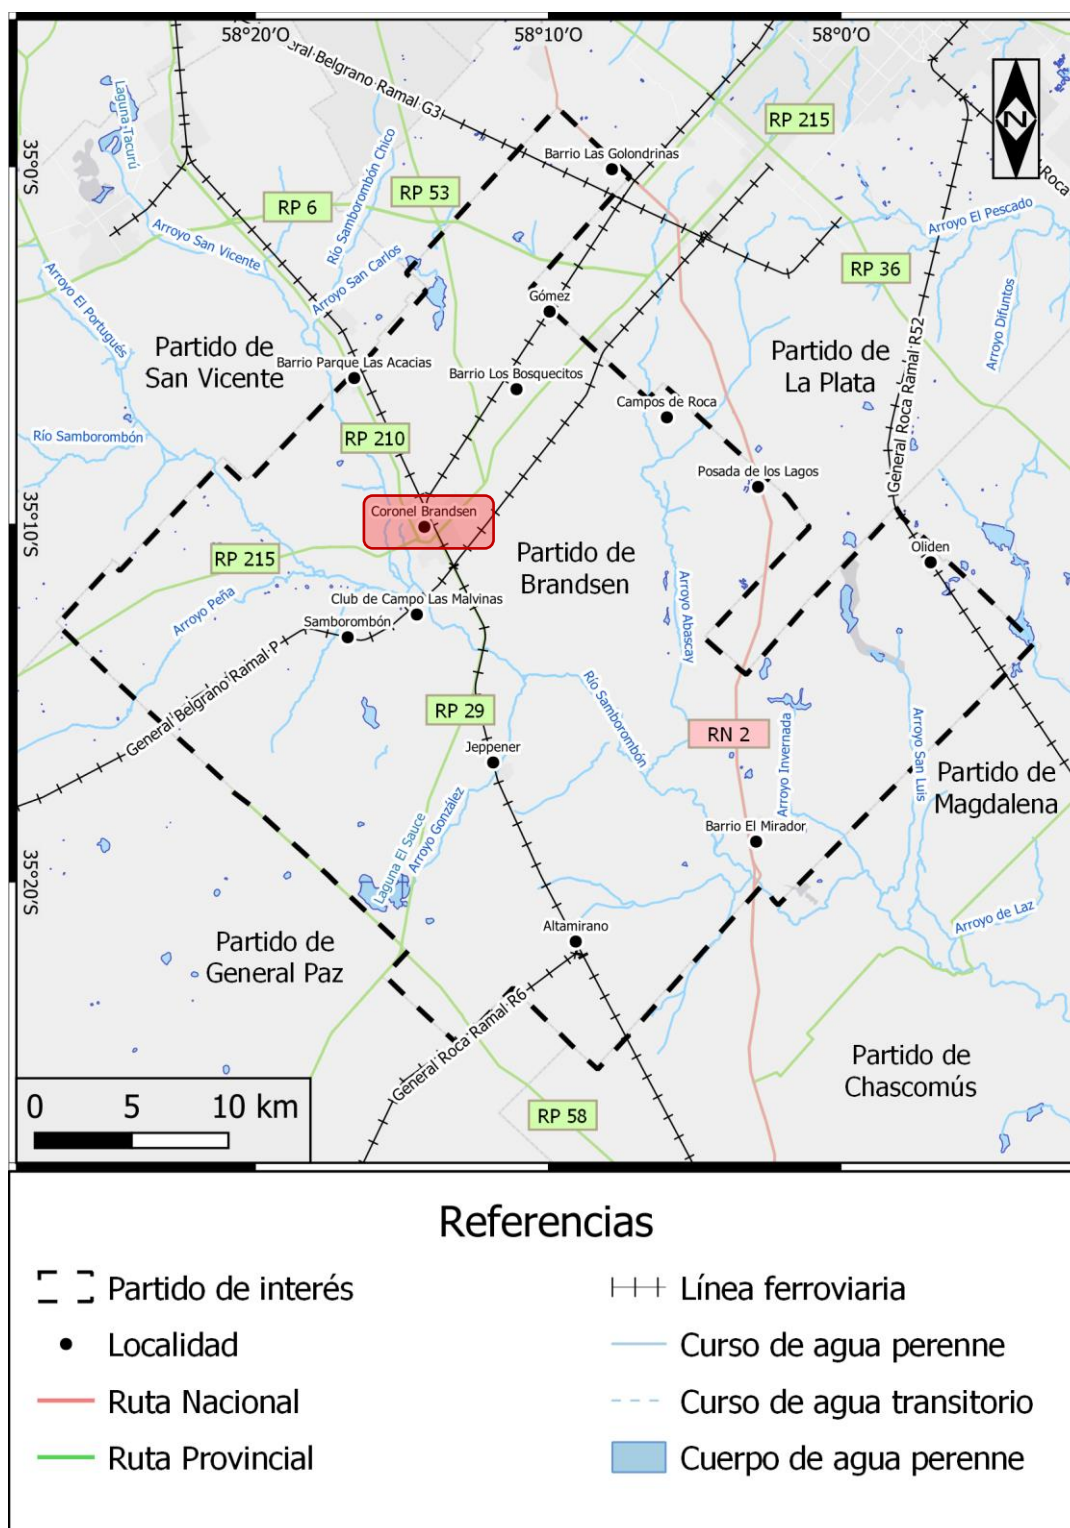 58°20'O
58°10'O
58°0'O
eral Belgrano Ramal G3
Laguna Tacurú
RP 215
N
Roca
35°0'S
Barrio Las Golondrinas
Río Samborombón Chico
RP 53
RP 6
Arroyo El Pescado
Arroyo San Vicente
Arroyo San Carlos
RP 36
Arroyo El Portugués
Gómez
Arroyo Difuntos
Partido de
San Vicente
Barrio Parque Las Acacias
Barrio Los Bosquecitos
Partido de
La Plata
General Roca Ramal R52
Campos de Roca
Río Samborombón
RP 210
Posada de los Lagos
35°10'S
Coronel Brandsen
Partido de
Brandsen
Oliden
RP 215
Arroyo Peña
Club de Campo Las Malvinas
Samborombón
Arroyo Abascay
General Belgrano Ramal P
RP 29
Río Samborombón
RN 2
Arroyo Invernada
Arroyo San Luis
Jeppener
Partido de
Magdalena
Laguna El Sauce
Arroyo González
Barrio El Mirador
35°20'S
Altamirano
Arroyo de Laz
Partido de
General Paz
General Roca Ramal R6
Partido de
Chascomús
RP 58
0 5 10 km
Referencias
Partido de interés
Localidad
Ruta Nacional
Ruta Provincial
Línea ferroviaria
Curso de agua perenne
Curso de agua transitorio
Cuerpo de agua perenne